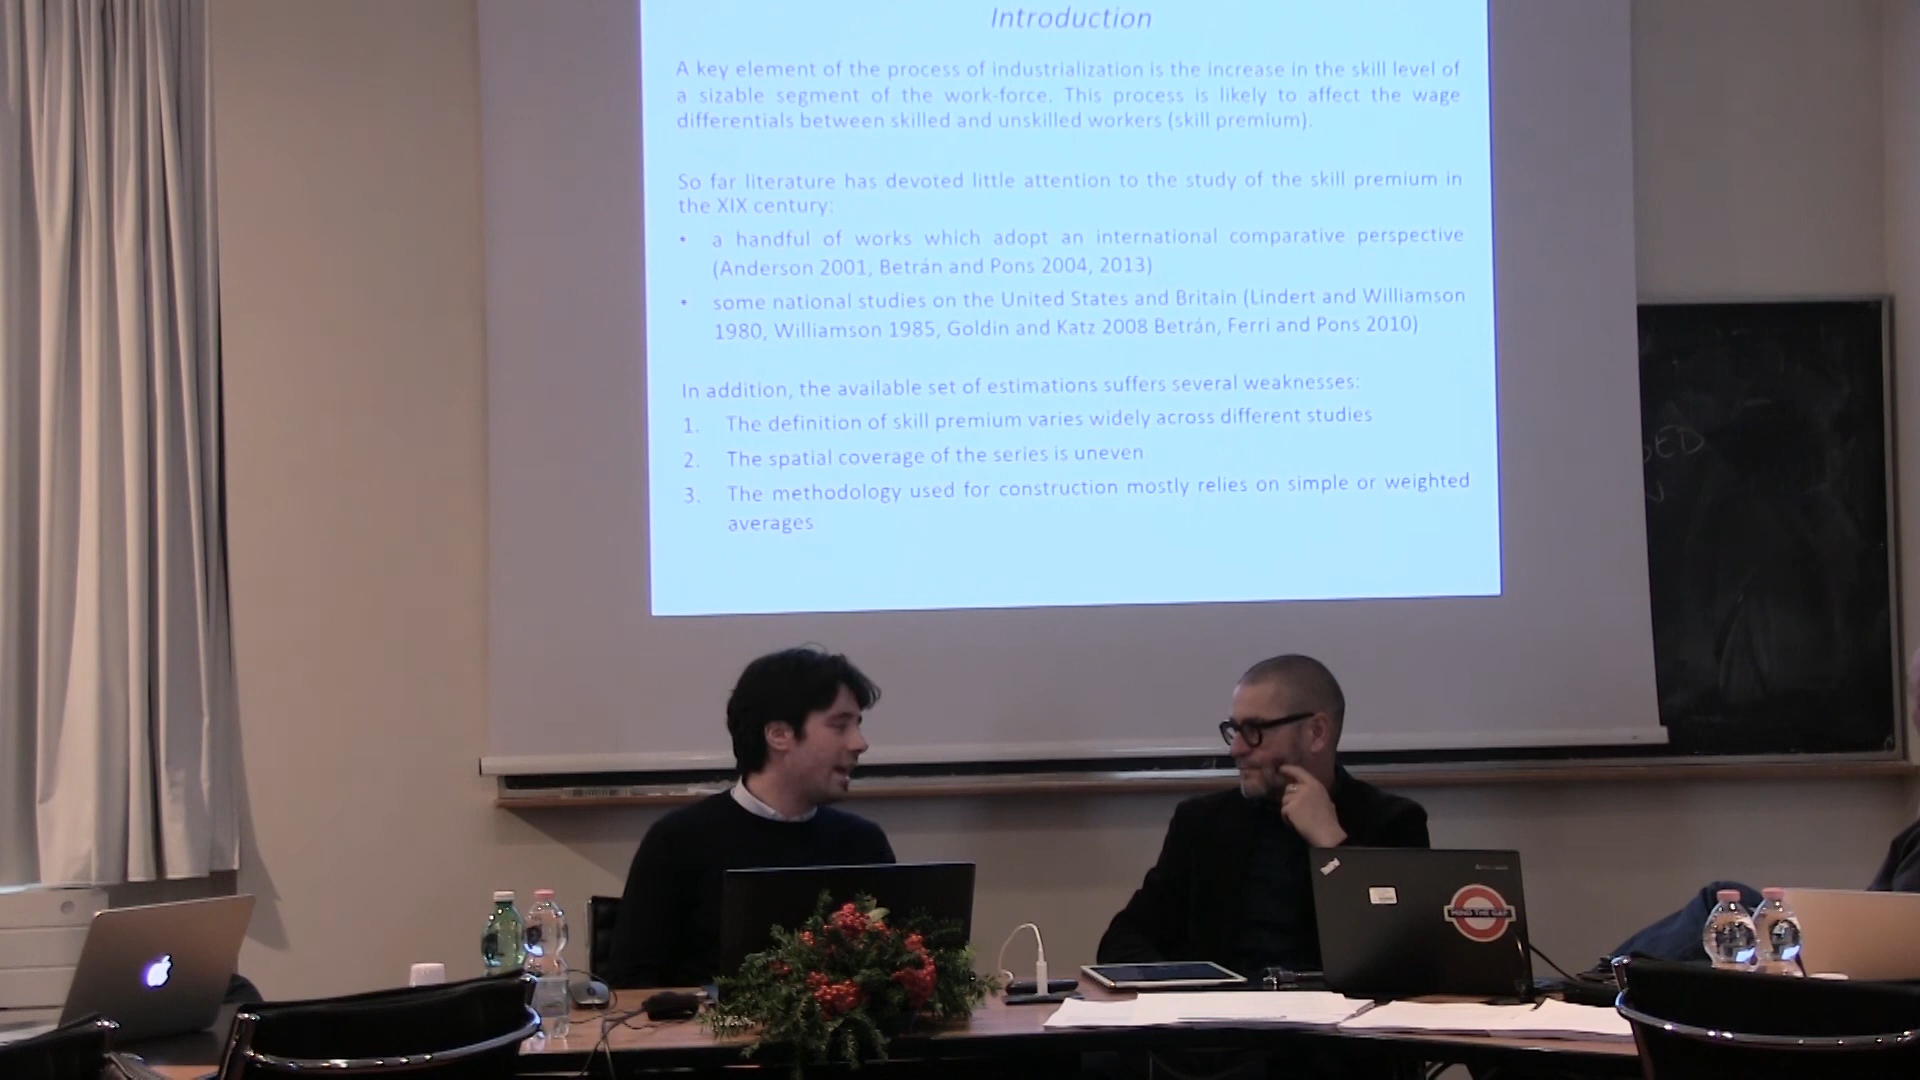 Introduction
A key element of the process of industrialization is the increase in the skill level of
a sizable segment of the work-force. This process is likely to affect the wage
differentials between skilled and unskilled workers (skill premium).
So far literature has devoted little attention to the study of the skill premium in
the XIX century:
• a handful of works which adopt an international comparative perspective
(Anderson 2001, Betrán and Pons 2004, 2013)
• some national studies on the United States and Britain (Lindert and Williamson
1980, Williamson 1985, Goldin and Katz 2008 Betrán, Ferri and Pons 2010)
In addition, the available set of estimations suffers several weaknesses:
1. The definition of skill premium varies widely across different studies
2. The spatial coverage of the series is uneven
3. The methodology used for construction mostly relies on simple or weighted
averages
MIND THE GAP